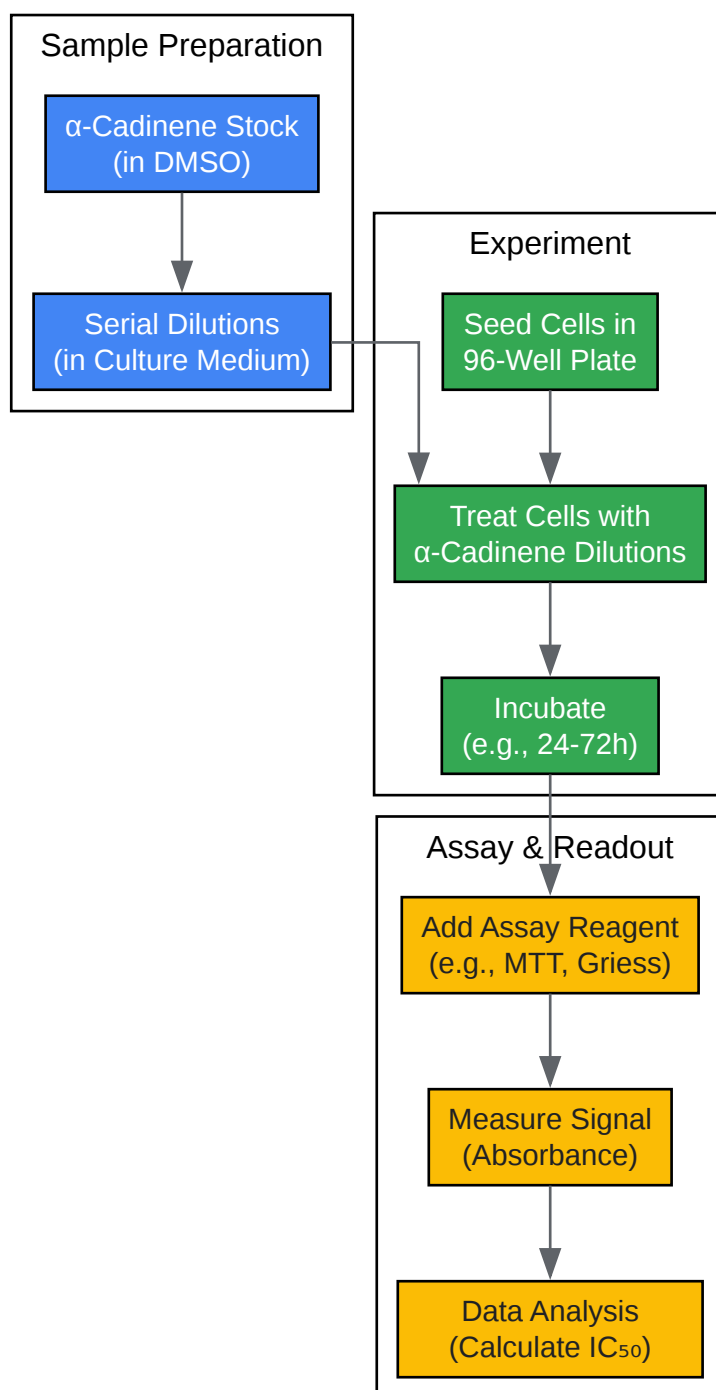 Sample Preparation
α-Cadinene Stock
(in DMSO)
Serial Dilutions
(in Culture Medium)
Experiment
Seed Cells in
96-Well Plate
Treat Cells with
α-Cadinene Dilutions
Incubate
(e.g., 24-72h)
Assay & Readout
Add Assay Reagent
(e.g., MTT, Griess)
Measure Signal
(Absorbance)
Data Analysis
(Calculate IC₅₀)